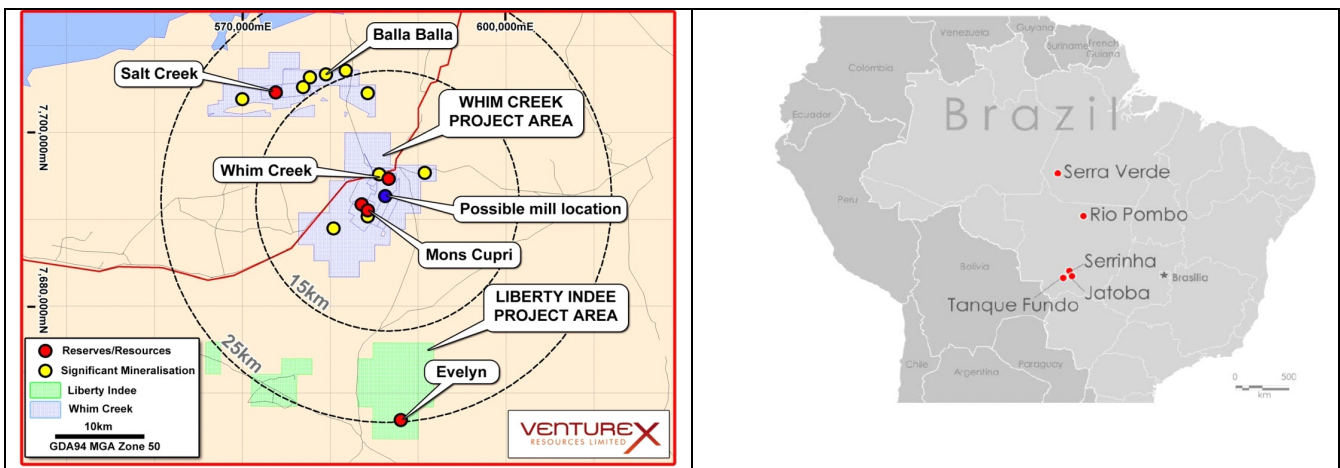 570,000mE
600,000mE
Balla Balla
Salt Creek
WHIM CREEK
PROJECT AREA
7,700,000mN
Whim Creek
Possible mill location
Mons Cupri
15km
LIBERTY INDEE
PROJECT AREA
7,680,000mN
25km
Evelyn
Reserves/Resources
Significant Mineralisation
Liberty Indee
Whim Creek
10km
GDA94 MGA Zone 50
VENTUREX
RESOURCES LIMITED
Venezuela
Guyana
Suriname
French
Guiana
Colombia
Ecuador
Brazil
Serra Verde
Peru
Rio Pombo
Serrinha
Bolivia
Brasilia
Jatoba
Tanque Fundo
Paraguay
Chile
Argentina
0 500
km